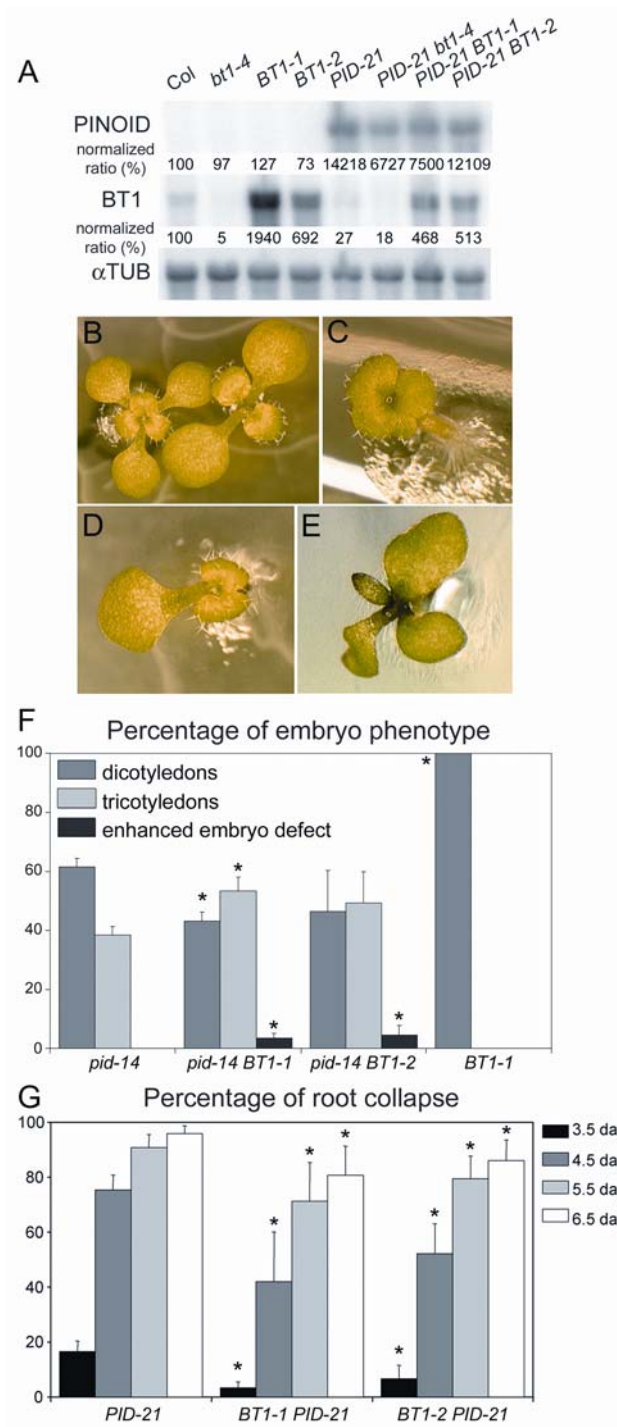 A
Col bt1-4 BT1-1 BT1-2 PID-21 PID-21 bt1-4 PID-21 BT1-1 PID-21 BT1-2
PINOID
normalized ratio (%) 100 97 127 73 14218 6727 7500 12109
BT1
normalized ratio (%) 100 5 1940 692 27 18 468 513
αTUB
B
C
D
E
F Percentage of embryo phenotype
100
80
60
40
20
0
dicotyledons
tricotyledons
enhanced embryo defect
* * * * *
pid-14 pid-14 BT1-1 pid-14 BT1-2 BT1-1
G Percentage of root collapse
100
80
60
40
20
0
3.5 da
4.5 da
5.5 da
6.5 da
* * * * * * * *
PID-21 BT1-1 PID-21 BT1-2 PID-21